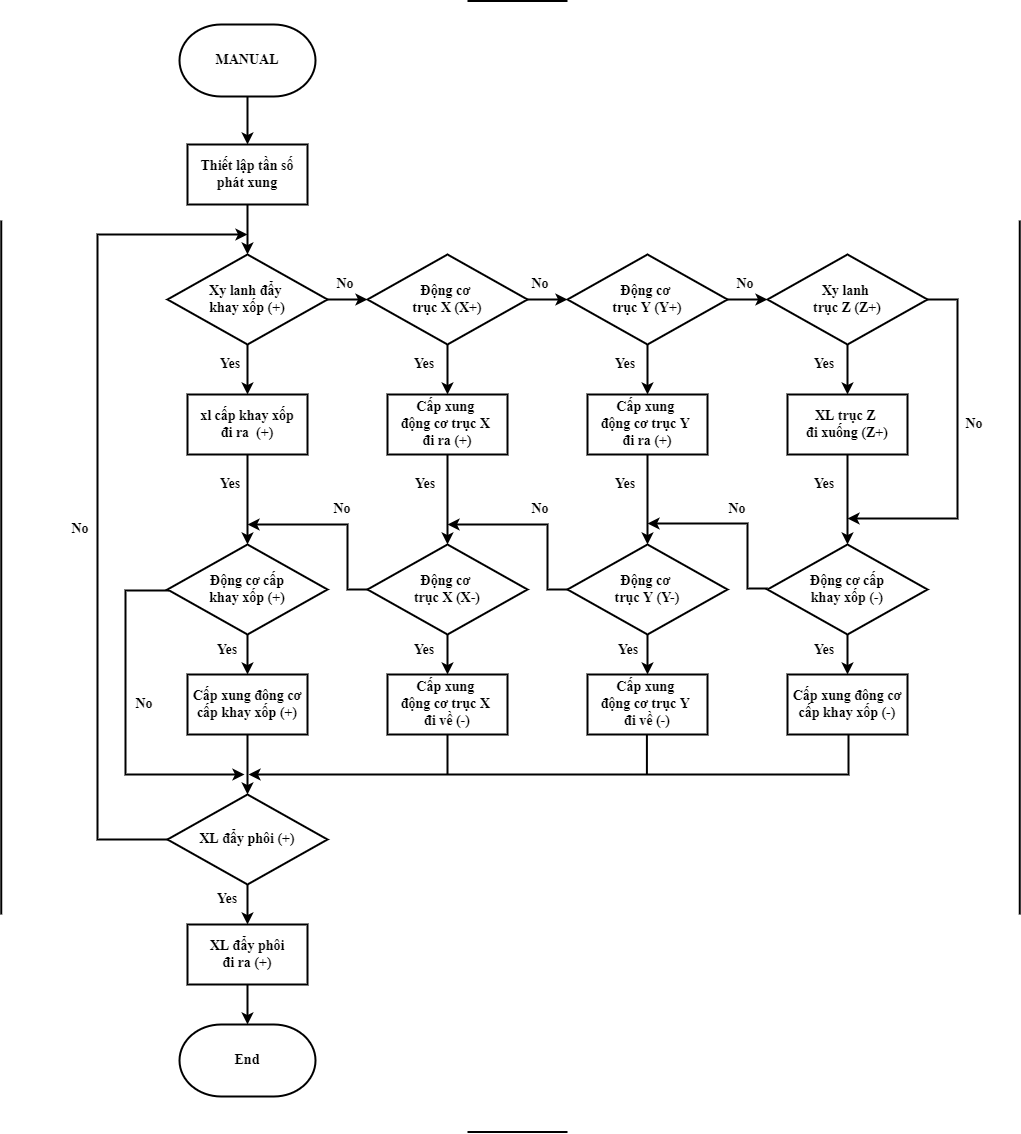 MANUAL
Thiết lập tần số
phát xung
Xy lanh đẩy
khay xốp (+)
No
Động cơ
trục X (X+)
No
Động cơ
trục Y (Y+)
No
Xy lanh
trục Z (Z+)
Yes
Yes
Yes
Yes
xl cấp khay xốp
đi ra  (+)
Cấp xung
động cơ trục X
đi ra (+)
Cấp xung
động cơ trục Y
đi ra (+)
XL trục Z
đi xuống (Z+)
No
Yes
Yes
Yes
Yes
No
No
No
No
Động cơ cấp
khay xốp (+)
Động cơ
trục X (X-)
Động cơ
trục Y (Y-)
Động cơ cấp
khay xốp (-)
Yes
Yes
Yes
Yes
No
Cấp xung đông cơ
cấp khay xốp (+)
Cấp xung
động cơ trục X
đi về (-)
Cấp xung
động cơ trục Y
đi về (-)
Cấp xung đông cơ
cấp khay xốp (-)
XL đẩy phôi (+)
Yes
XL đẩy phôi
đi ra (+)
End